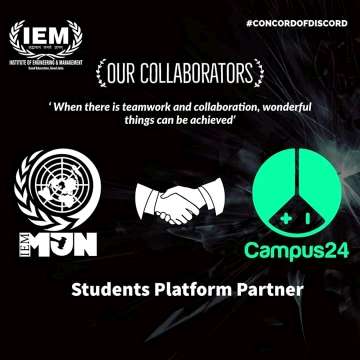 #CONCORDOFDISCORD
IEM
INSTITUTE OF ENGINEERING & MANAGEMENT
OUR COLLABORATORS
‘ When there is teamwork and collaboration, wonderful
things can be achieved’
IEM
MUN
Campus24
Students Platform Partner